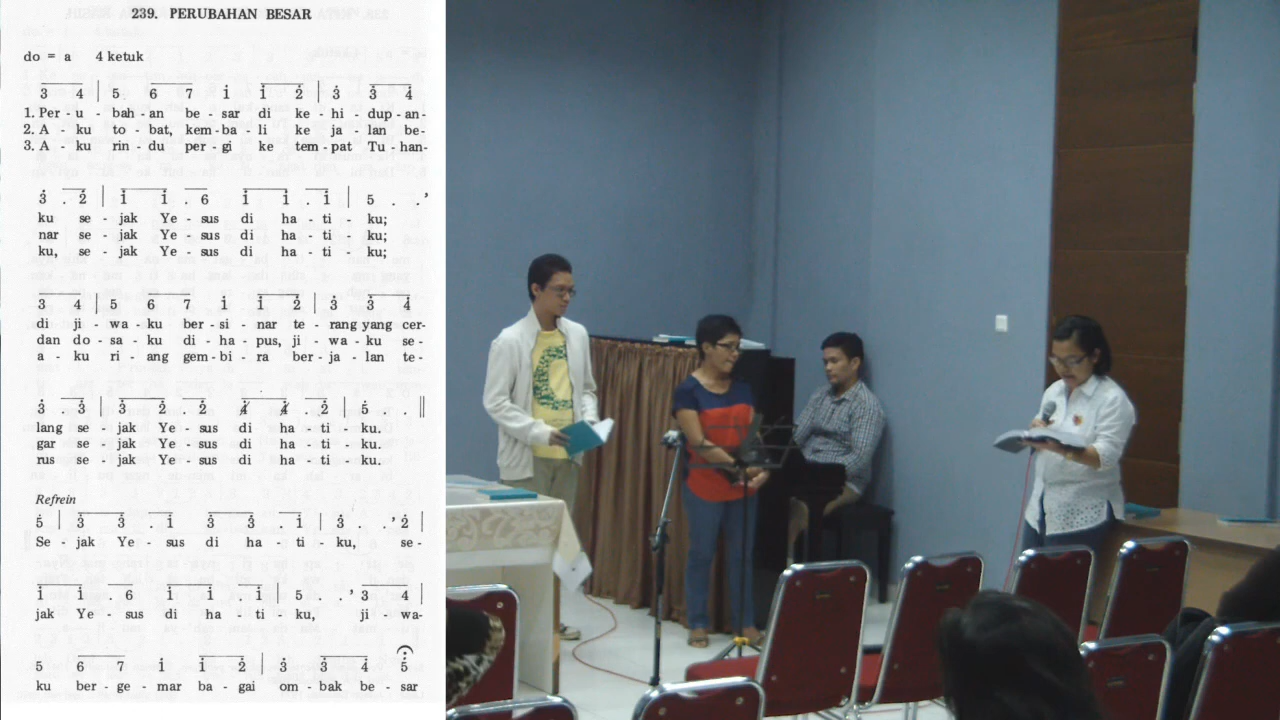 239. PERUBAHAN BESAR
do = a 4 ketuk
3 4 | 5 6 7 i i 2 | 3 3 4
1. Per - u - bah - an be - sar di ke - hi - dup - an-
2. A - ku to - bat, kem - ba - li ke ja - lan be-
3. A - ku rin - du per - gi ke tem - pat Tu - han-
3 . 2 | i i . 6 i i . i | 5 . .’
ku se - jak Ye - sus di ha - ti - ku;
nar se - jak Ye - sus di ha - ti - ku;
ku, se - jak Ye - sus di ha - ti - ku;
3 4 | 5 6 7 i i 2 | 3 3 4
di ji - wa - ku ber - si - nar te - rang yang cer-
dan do - sa - ku di - ha - pus, ji - wa - ku se -
a - ku ri - ang gem - bi - ra ber - ja - lan te -
3 3 | 3 2 . 2 4 4 . 2 | 5 . ||
lang se - jak Ye - sus di ha - ti - ku.
gar se - jak Ye - sus di ha - ti - ku.
rus se - jak Ye - sus di ha - ti - ku.
Refrein
5 | 3 3 . i 3 3 . i | 3 . .’ 2 |
Se - jak Ye - sus di ha - ti - ku, se -
i i . 6 i i . i | 5 . .’ 3 4 |
jak Ye - sus di ha - ti - ku, ji - wa-
5 6 7 i i 2 | 3 3 4 5
ku ber - ge - mar ba - gai om - bak be - sar